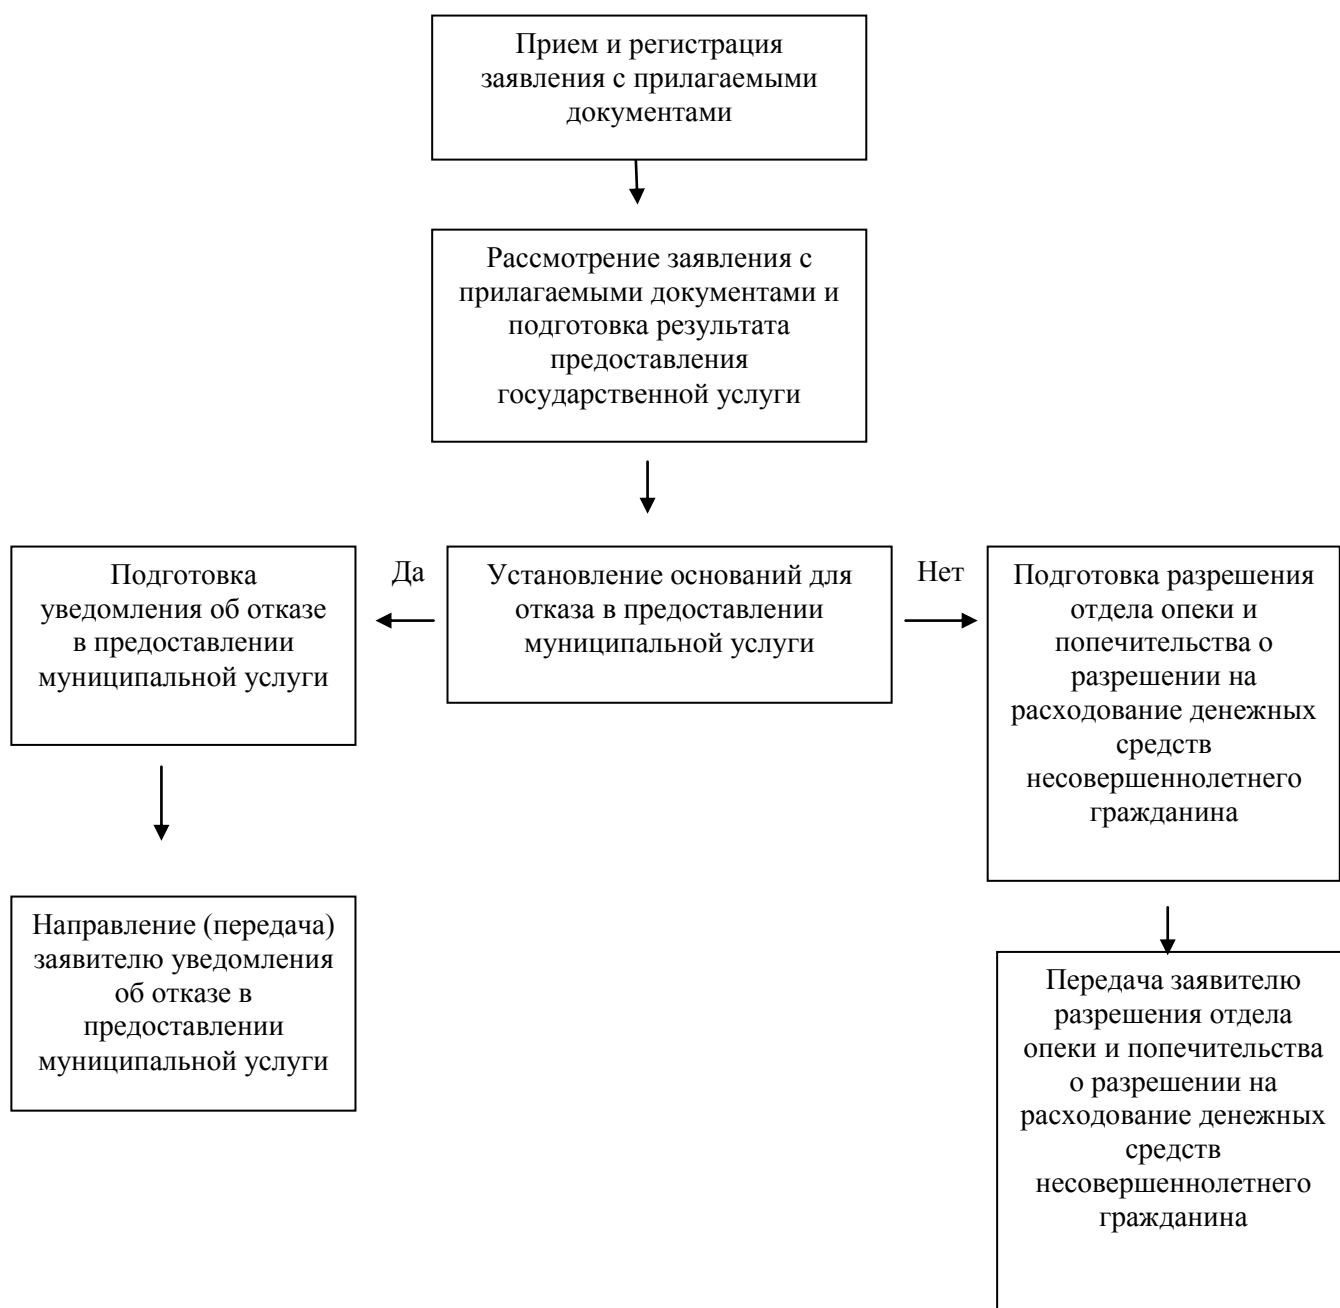 Прием и регистрация
заявления с прилагаемыми
документами
Рассмотрение заявления с
прилагаемыми документами и
подготовка результата
предоставления
государственной услуги
Подготовка
уведомления об отказе
в предоставлении
муниципальной услуги
Да
Установление оснований для
отказа в предоставлении
муниципальной услуги
Нет
Подготовка разрешения
отдела опеки и
попечительства о
разрешении на
расходование денежных
средств
несовершеннолетнего
гражданина
Направление (передача)
заявителю уведомления
об отказе в
предоставлении
муниципальной услуги
Передача заявителю
разрешения отдела
опеки и попечительства
о разрешении на
расходование денежных
средств
несовершеннолетнего
гражданина